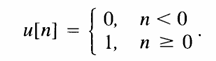 u[n] = { 0, n < 0
1, n ≥ 0 .